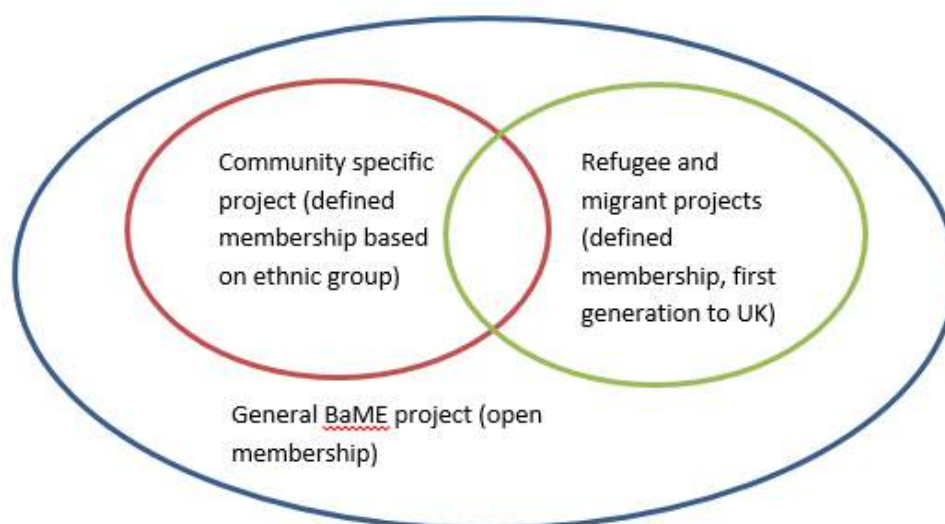 Community specific
project (defined
membership based
on ethnic group)
Refugee and
migrant projects
(defined
membership, first
generation to UK)
General BaME project (open
membership)